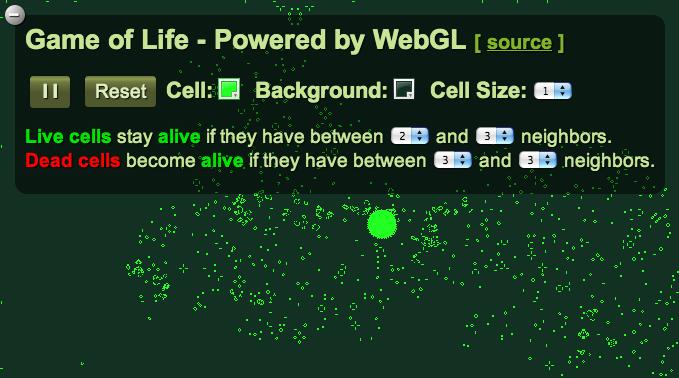 Game of Life - Powered by WebGL [ source ]
Reset Cell: Background: Cell Size: 1
Live cells stay alive if they have between 2 and 3 neighbors.
Dead cells become alive if they have between 3 and 3 neighbors.